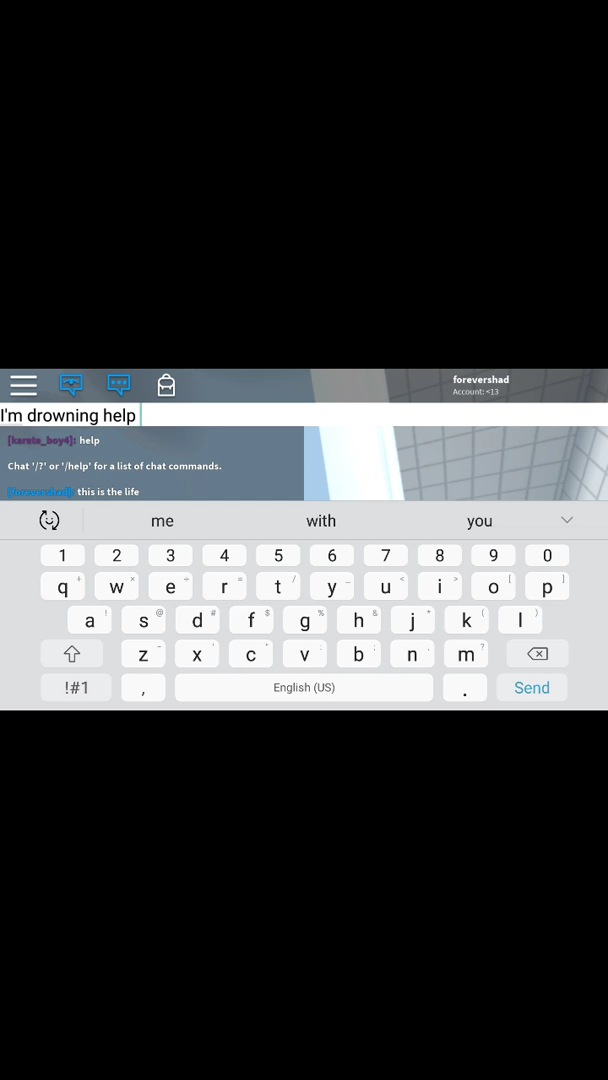 forevershad
Account: <13
I'm drowning help
[karate_boy4]: help
Chat '/?' or '/help' for a list of chat commands.
[forevershad]: this is the life
me with you
1 2 3 4 5 6 7 8 9 0
q + w × e ÷ r = t / y _ u < i > o [ p ]
a ! s @ d # f $ g % h & j * k ( l )
z - x ' c " v : b ; n , m ?
!#1 , English (US) . Send